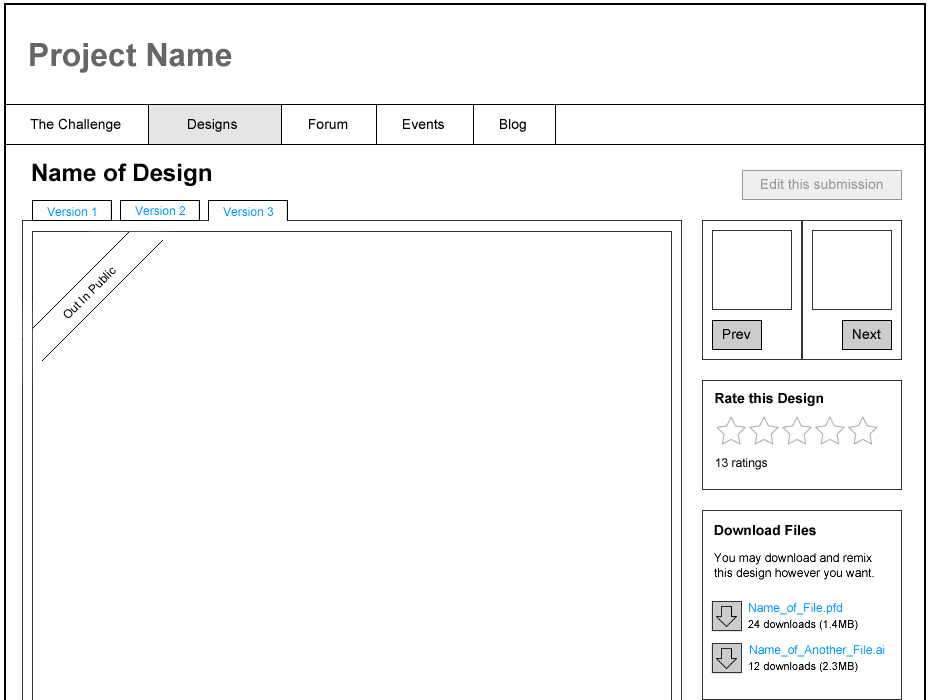 Project Name
The Challenge
Designs
Forum
Events
Blog
Name of Design
Edit this submission
Version 1
Version 2
Version 3
Out In Public
Prev
Next
Rate this Design
13 ratings
Download Files
You may download and remix
this design however you want.
Name_of_File.pfd
24 downloads (1.4MB)
Name_of_Another_File.ai
12 downloads (2.3MB)